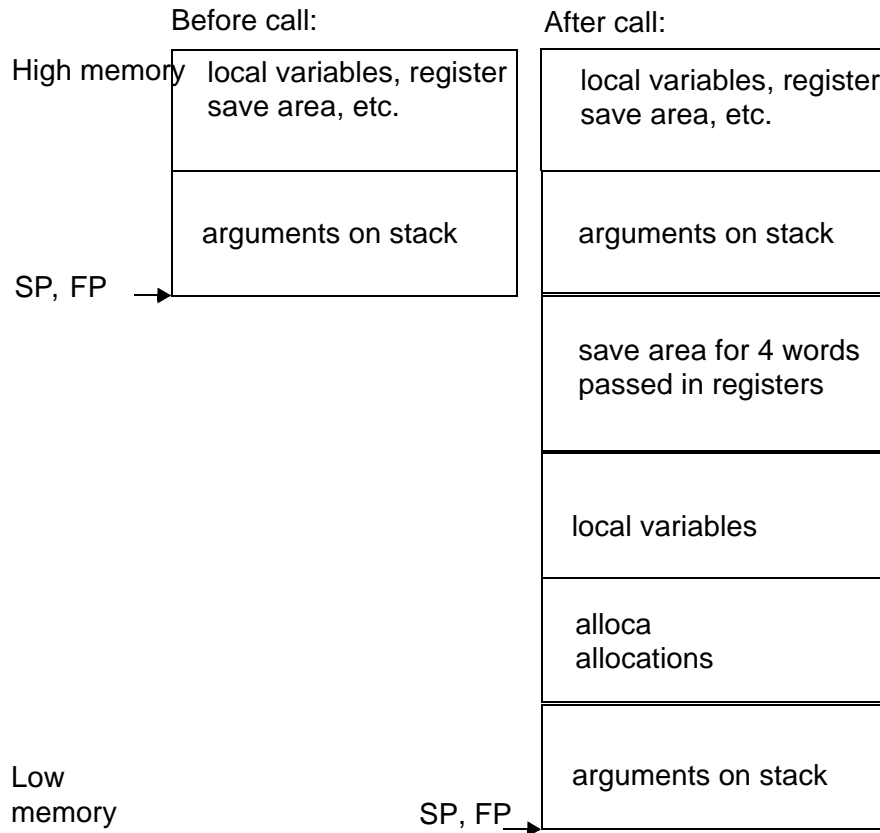 Before call:
After call:
High memory
local variables, register
save area, etc.
local variables, register
save area, etc.
arguments on stack
arguments on stack
SP, FP
save area for 4 words
passed in registers
local variables
alloca
allocations
arguments on stack
Low
memory
SP, FP